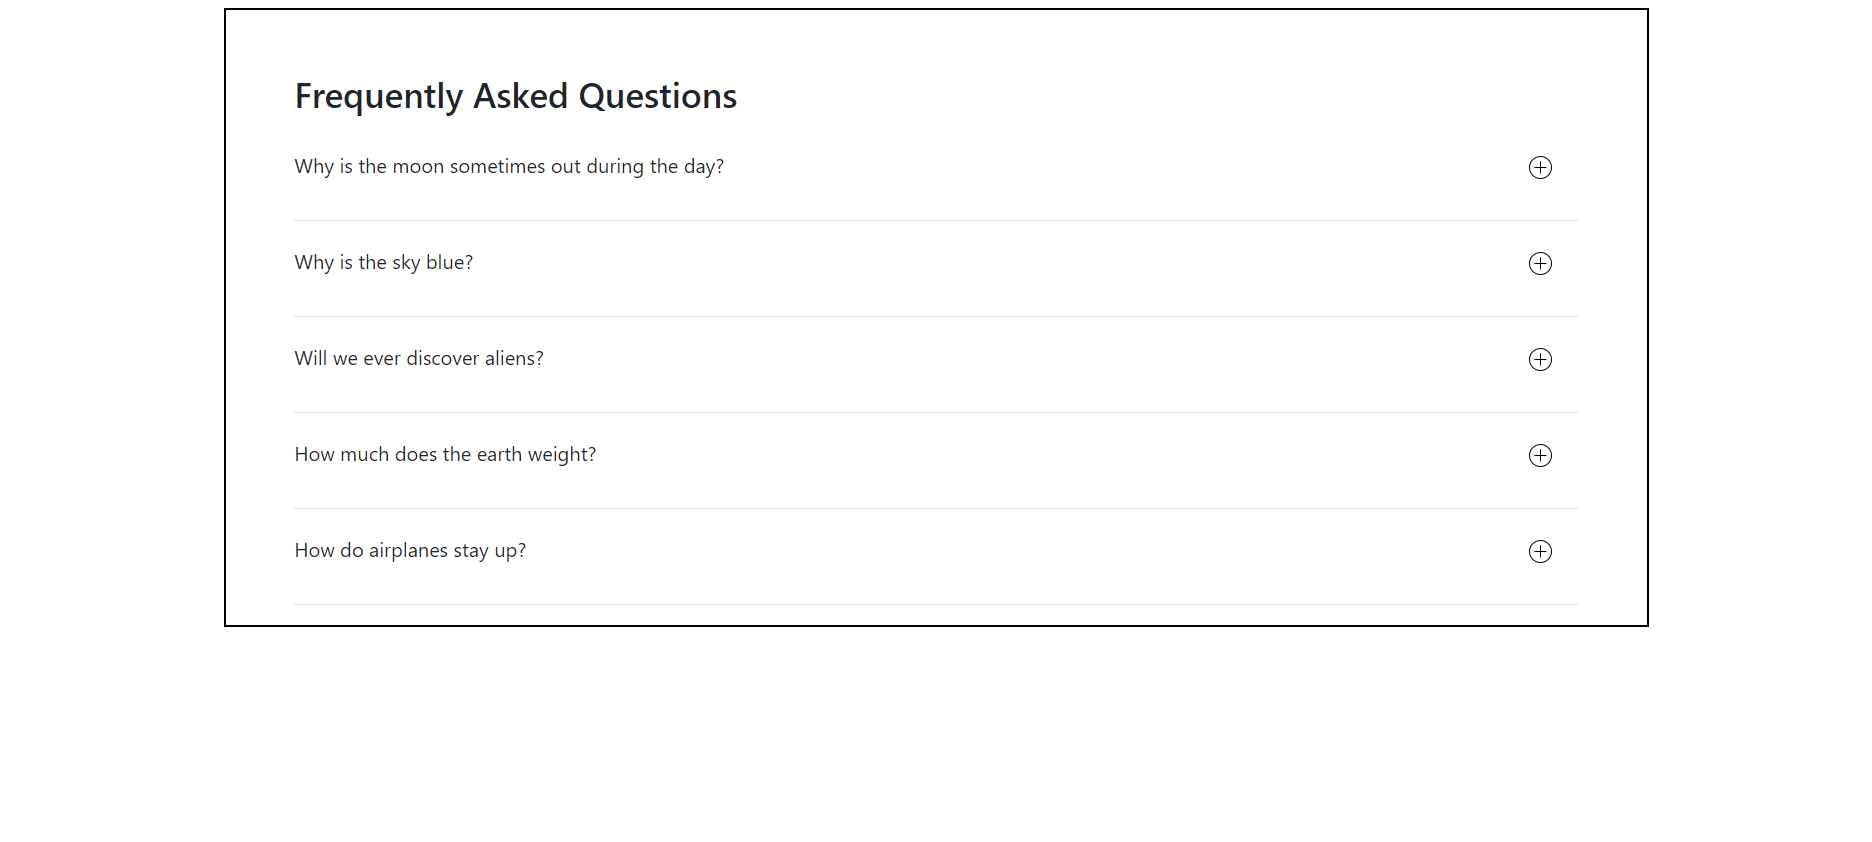 Frequently Asked Questions
Why is the moon sometimes out during the day?
Why is the sky blue?
Will we ever discover aliens?
How much does the earth weight?
How do airplanes stay up?